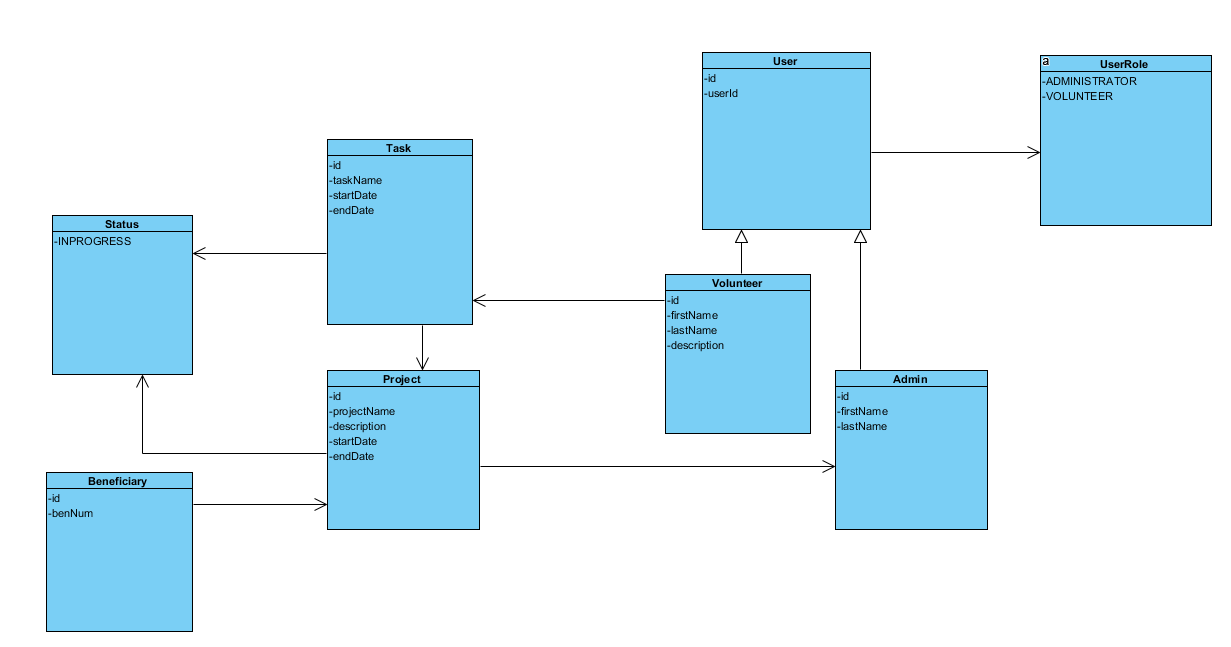 User
-id
-userId
a
UserRole
-ADMINISTRATOR
-VOLUNTEER
Task
-id
-taskName
-startDate
-endDate
Status
-INPROGRESS
Volunteer
-id
-firstName
-lastName
-description
Project
-id
-projectName
-description
-startDate
-endDate
Admin
-id
-firstName
-lastName
Beneficiary
-id
-benNum